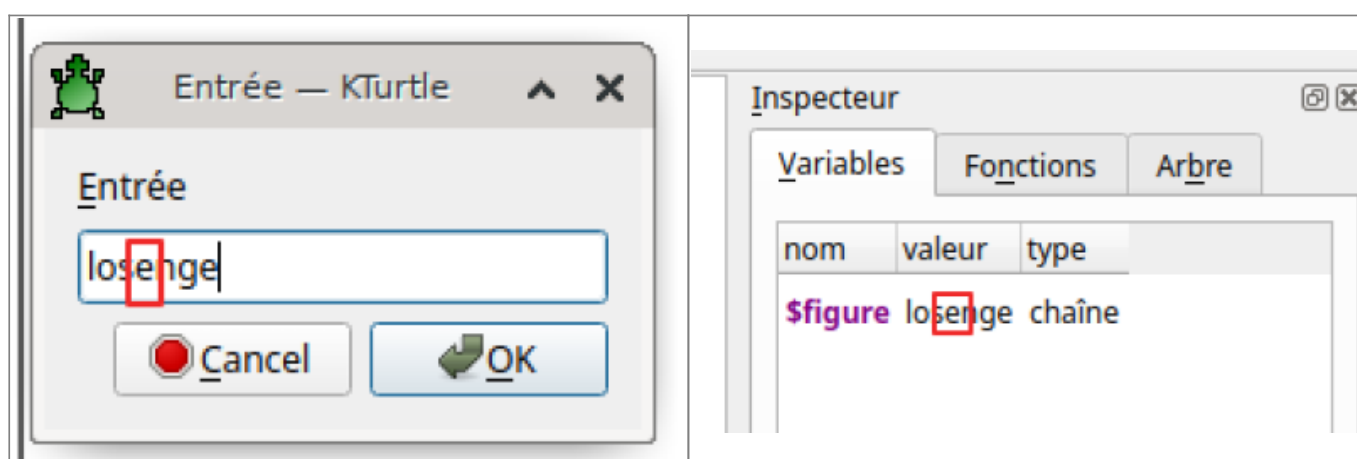 Entrée — KTurtle
Entrée
losenge
Cancel
OK
Inspecteur
Variables Fonctions Arbre
nom valeur type
$figure losenge chaîne